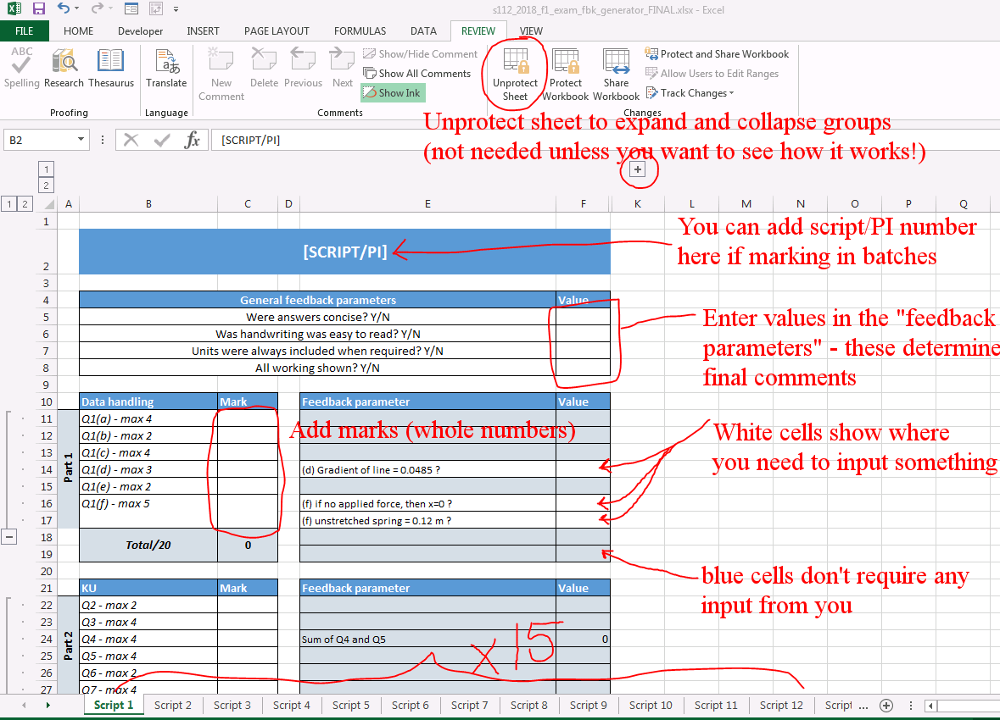 s112_2018_f1_exam_fbk_generator_FINAL.xlsx - Excel
FILE HOME Developer INSERT PAGE LAYOUT FORMULAS DATA REVIEW VIEW
ABC
Spelling Research Thesaurus
Proofing
Translate
Language
New Comment Delete Previous Next
Show/Hide Comment
Show All Comments
Show Ink
Comments
Unprotect Sheet Protect Workbook Share Workbook
Protect and Share Workbook
Allow Users to Edit Ranges
Track Changes
Changes
Unprotect sheet to expand and collapse groups
(not needed unless you want to see how it works!)
B2 fx [SCRIPT/PI]
1
2
1 2 A B C D E F K L M N O P Q
1
2 [SCRIPT/PI]
You can add script/PI number
here if marking in batches
3
4 General feedback parameters Value
5 Were answers concise? Y/N
6 Was handwriting was easy to read? Y/N
7 Units were always included when required? Y/N
8 All working shown? Y/N
Enter values in the "feedback
parameters" - these determine
final comments
9
10 Data handling Mark Feedback parameter Value
Part 1
11 Q1(a) - max 4
12 Q1(b) - max 2
13 Q1(c) - max 4
14 Q1(d) - max 3 (d) Gradient of line = 0.0485 ?
15 Q1(e) - max 2
16 Q1(f) - max 5 (f) if no applied force, then x=0 ?
17 (f) unstretched spring = 0.12 m ?
Add marks (whole numbers)
White cells show where
you need to input something
18
Total/20 0
19
blue cells don't require any
input from you
20
21 KU Mark Feedback parameter Value
Part 2
22 Q2 - max 2
23 Q3 - max 4
24 Q4 - max 4 Sum of Q4 and Q5 0
25 Q5 - max 4
26 Q6 - max 2
27 Q7 - max 4
x 15
Script 1 Script 2 Script 3 Script 4 Script 5 Script 6 Script 7 Script 8 Script 9 Script 10 Script 11 Script 12 Script ...